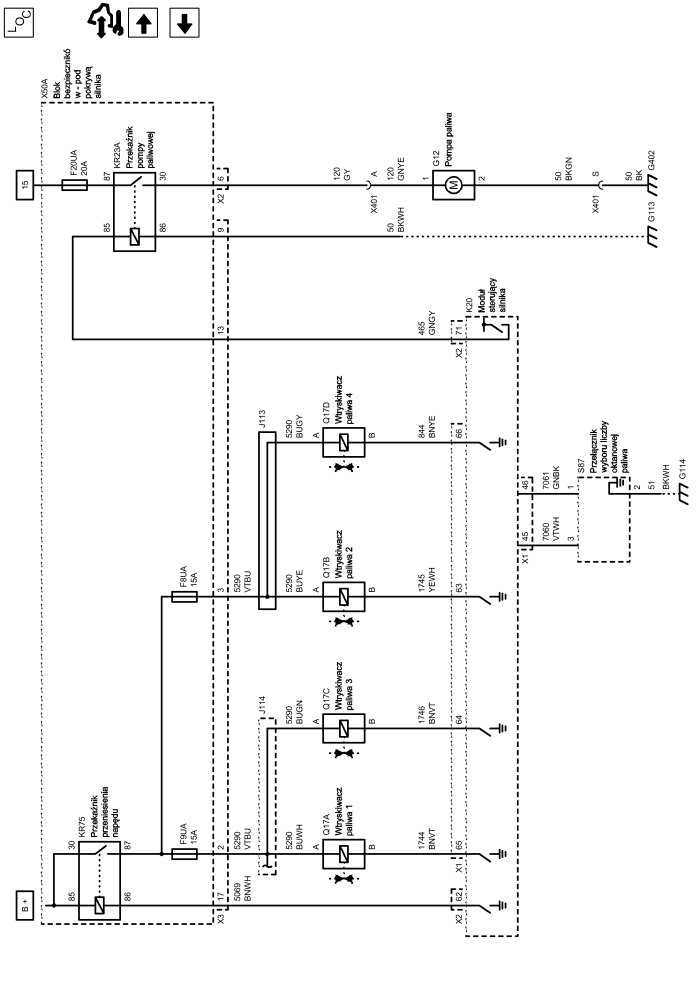 LOC
B +
15
X50A
Blok
bezpiecznikó
w - pod
pokrywą
silnika
KR75
Przekaźnik
przeniesienia
napędu
30
85
87
86
F9UA
15A
F8UA
15A
F20UA
20A
KR23A
Przekaźnik
pompy
paliwowej
87
85
30
86
X3
17
2
3
13
9
X2
6
5069
BNWH
5290
VTBU
5290
VTBU
J114
J113
5290
BUWH
5290
BUGN
5290
BUYE
5290
BUGY
A
Q17A
Wtryskiwacz
paliwa 1
B
A
Q17C
Wtryskiwacz
paliwa 3
B
A
Q17B
Wtryskiwacz
paliwa 2
B
A
Q17D
Wtryskiwacz
paliwa 4
B
1744
BNVT
1746
BNVT
1745
YEWH
844
BNYE
465
GNGY
X2
62
X1
65
64
63
66
X2
71
K20
Moduł
sterujący
silnika
120
GY
X401
A
120
GNYE
1
G12
Pompa paliwa
M
2
50
BKGN
X401
S
50
BK
G402
50
BKWH
G113
X1
45
46
7060
VTWH
7061
GNBK
3
1
S87
Przełącznik
wyboru liczby
oktanowej
paliwa
2
51
BKWH
G114